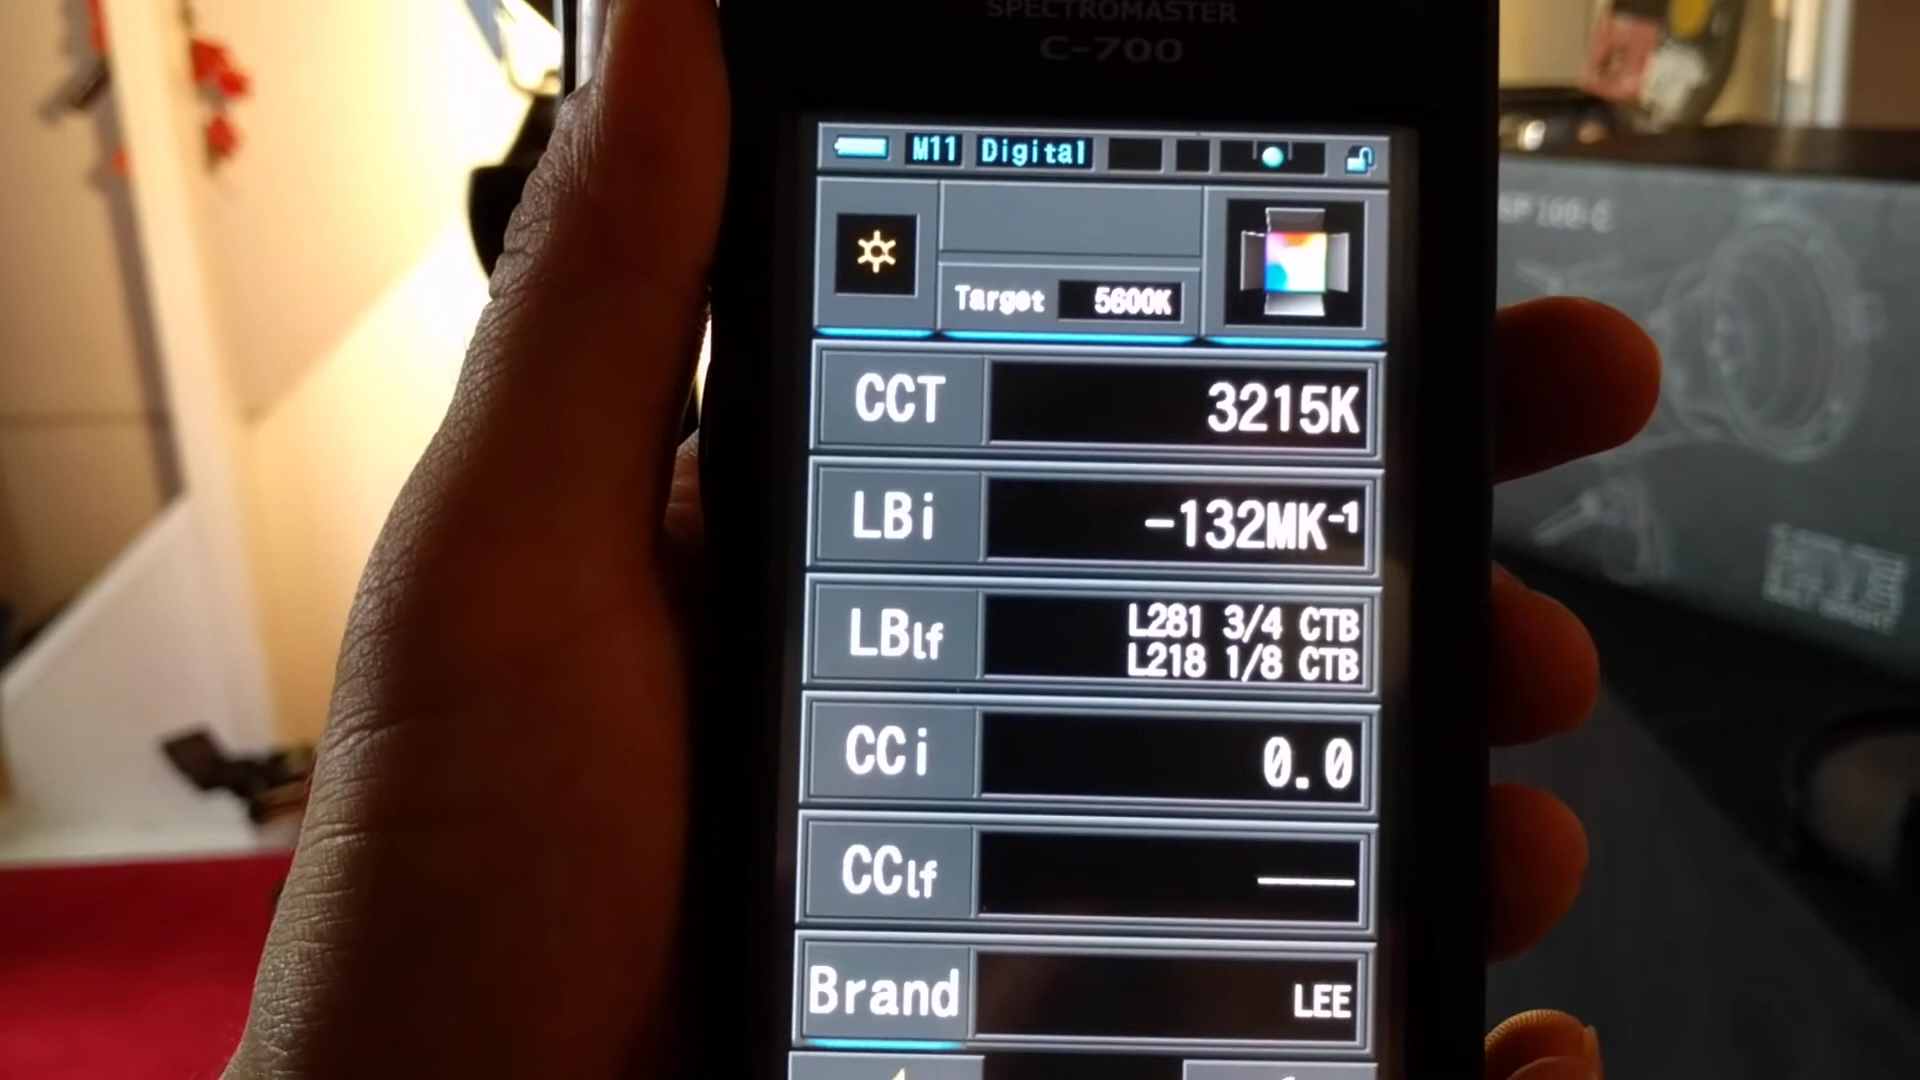 SPECTROMASTER
C-700
M11 Digital
Target 5600K
CCT 3215K
LBi -132MK⁻¹
LBlf L281 3/4 CTB
L218 1/8 CTB
CCi 0.0
CClf
Brand LEE